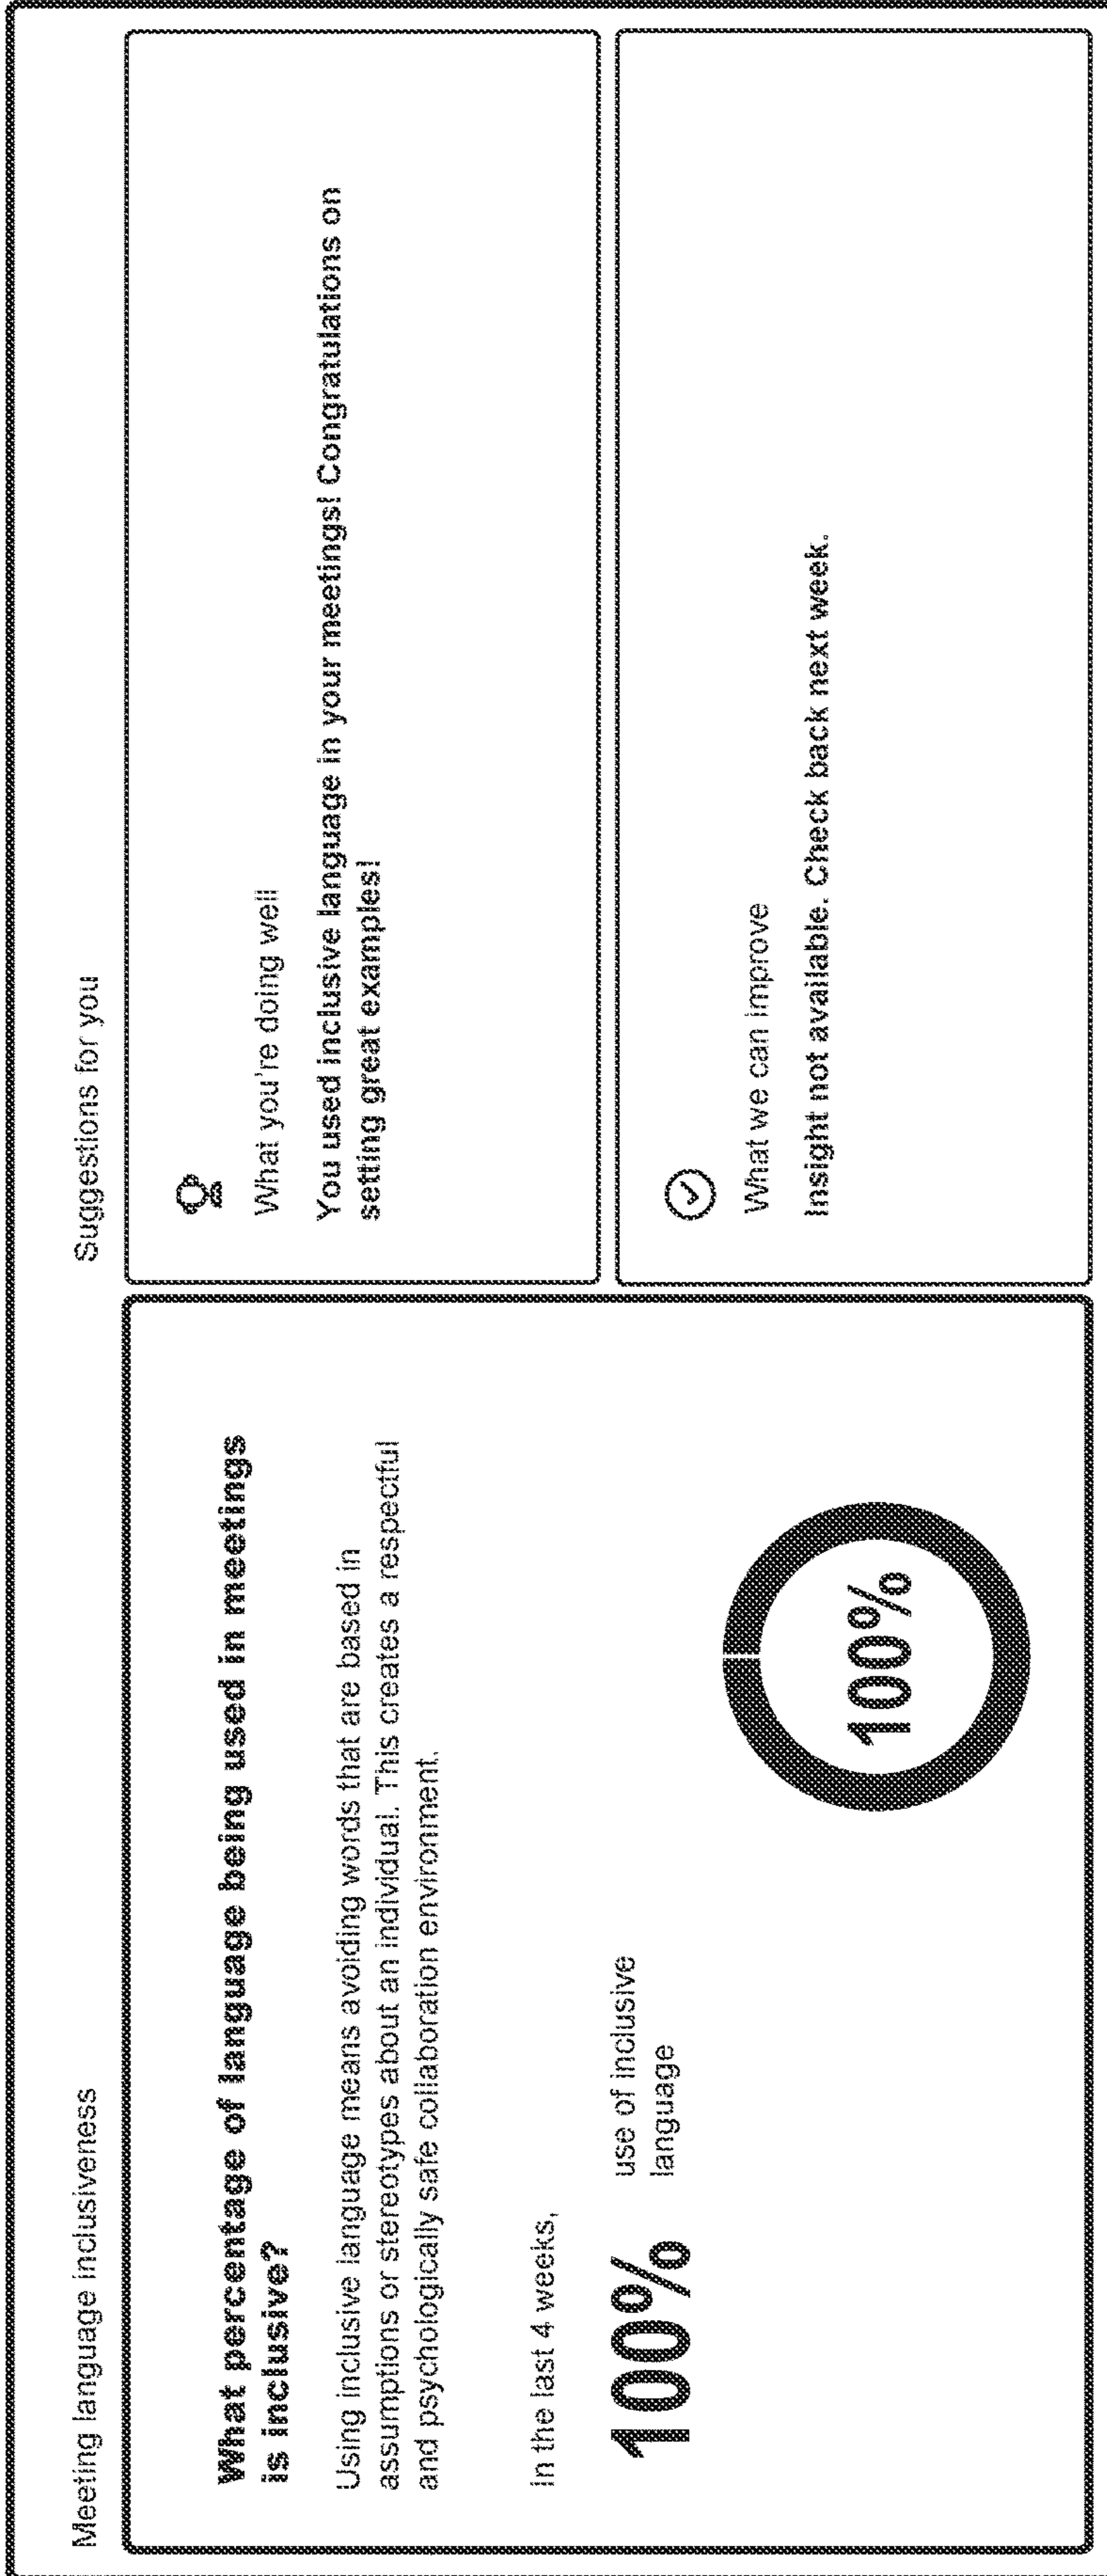 Meeting language inclusiveness
What percentage of language being used in meetings
is inclusive?
Using inclusive language means avoiding words that are based in
assumptions or stereotypes about an individual. This creates a respectful
and psychologically safe collaboration environment.
in the last 4 weeks,
100%
use of inclusive
language
100%
Suggestions for you
What you're doing well
You used inclusive language in your meetings! Congratulations on
setting great examples!
What we can improve
Insight not available. Check back next week.